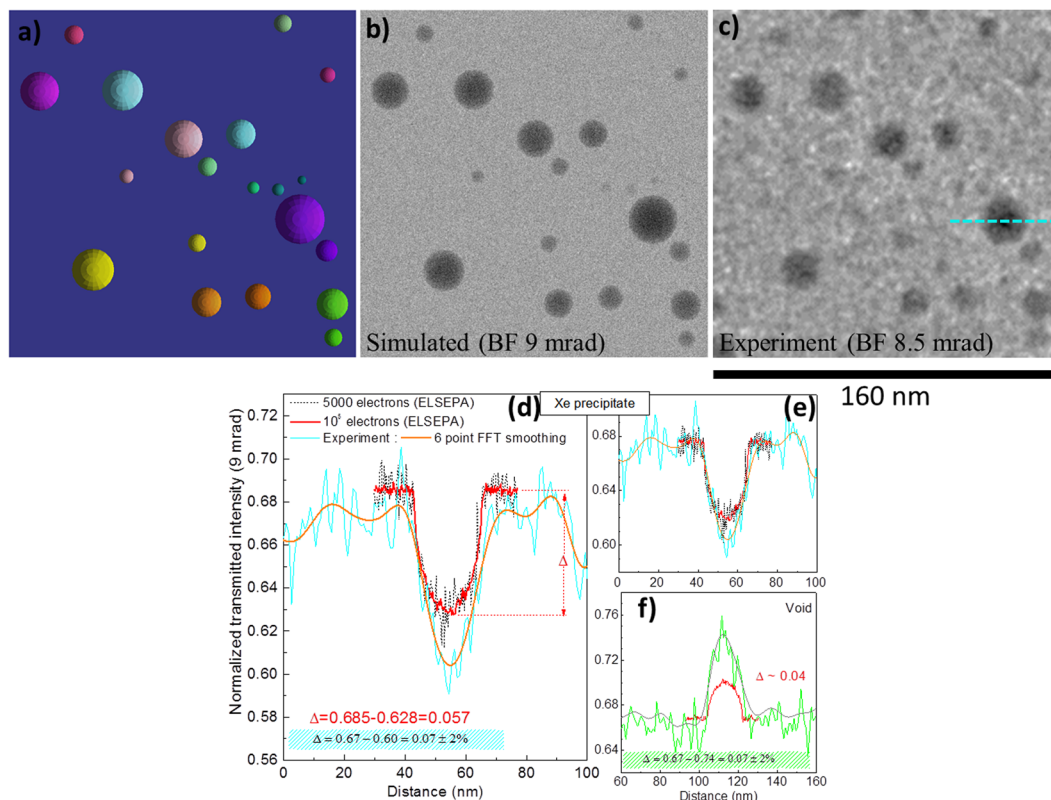 a)
b)
c)
Simulated (BF 9 mrad)
Experiment (BF 8.5 mrad)
160 nm
(d)
Xe precipitate
5000 electrons (ELSEPA)
10⁵ electrons (ELSEPA)
Experiment : 6 point FFT smoothing
Normalized transmitted intensity (9 mrad)
0.72
0.70
0.68
0.66
0.64
0.62
0.60
0.58
0.56
Δ
Δ=0.685-0.628=0.057
Δ = 0.67 − 0.60 = 0.07 ± 2%
0 20 40 60 80 100
Distance (nm)
(e)
0.68
0.64
0.60
0 20 40 60 80 100
f)
Void
0.76
0.72
0.68
0.64
Δ ~ 0.04
Δ = 0.67 − 0.74 = 0.07 ± 2%
60 80 100 120 140 160
Distance (nm)